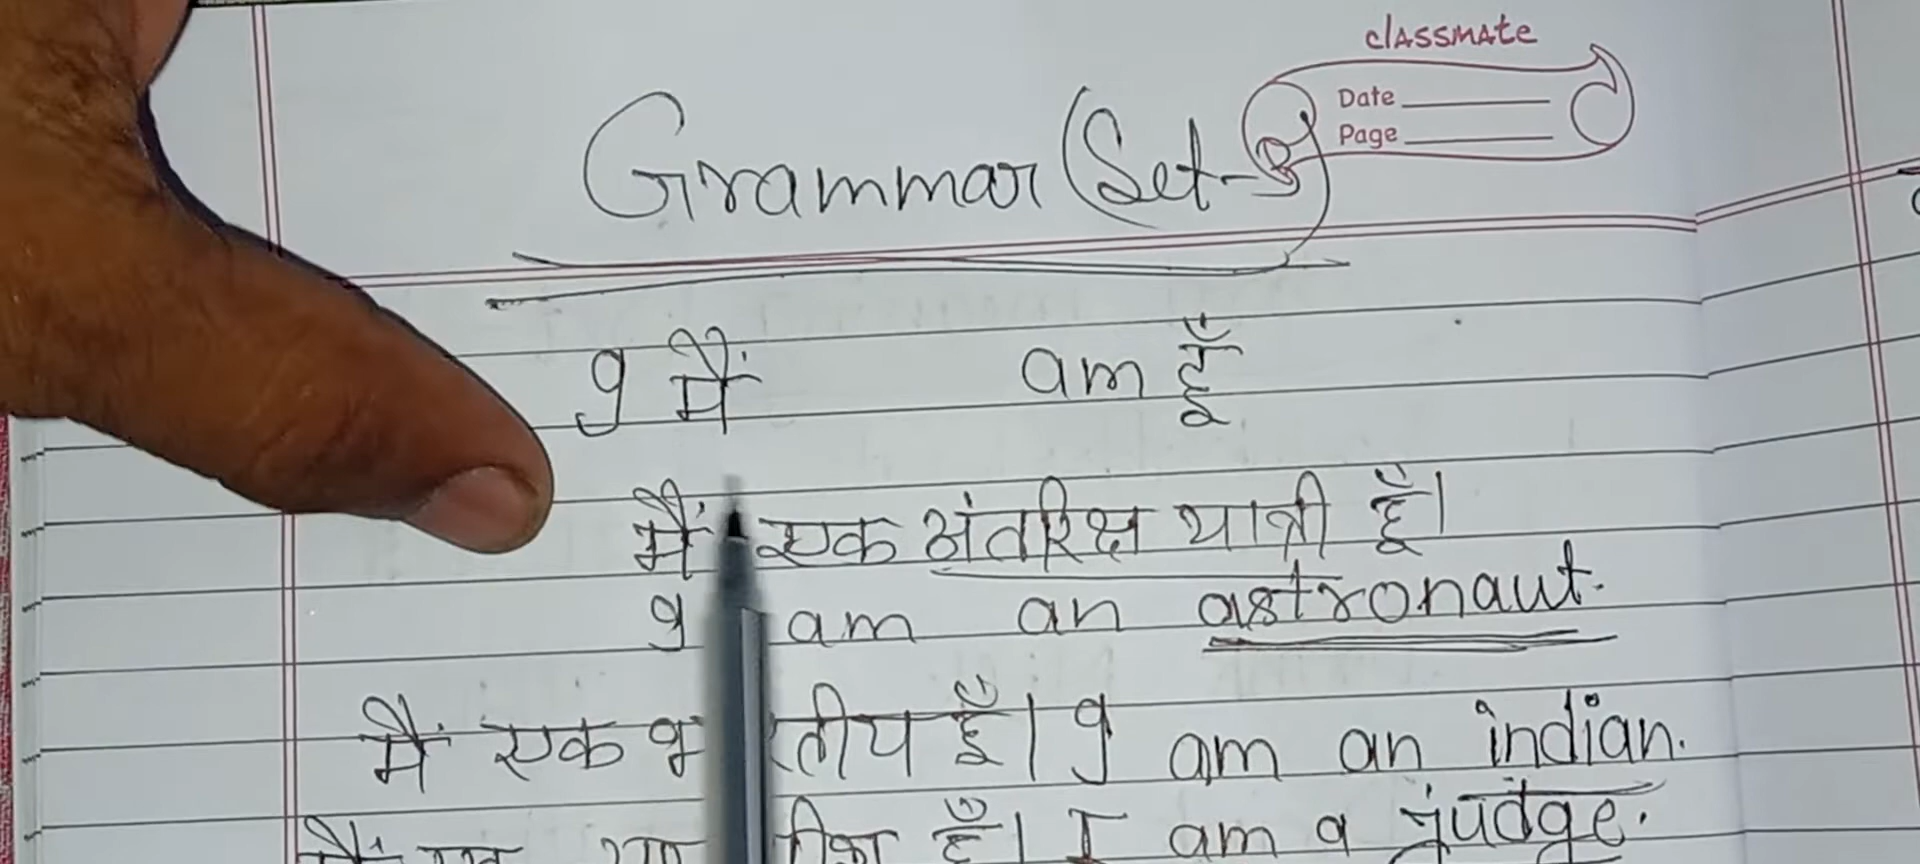 classmate
Date
Page
Grammar (Set-B)
I मैं am हूँ
मैं एक अंतरिक्ष यात्री हूँ।
I am an astronaut.
मैं एक हूँ। I am an indian.
हूँ। I am a judge.